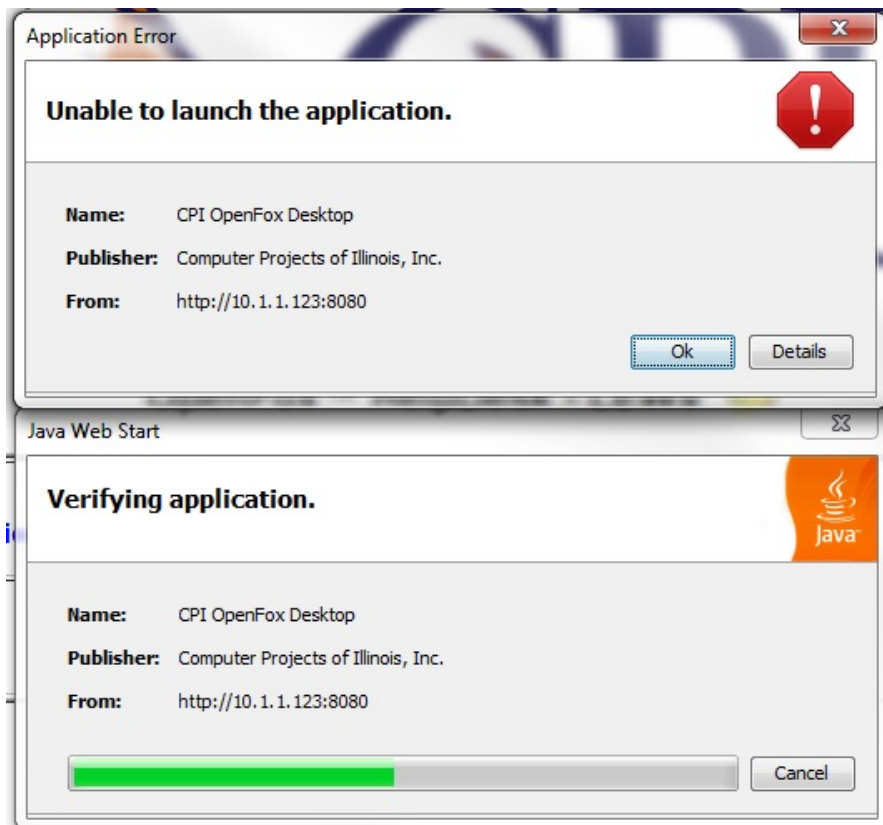 Application Error
Unable to launch the application.
Name: CPI OpenFox Desktop
Publisher: Computer Projects of Illinois, Inc.
From: http://10.1.1.123:8080
Ok Details
Java Web Start
Verifying application.
Java
Name: CPI OpenFox Desktop
Publisher: Computer Projects of Illinois, Inc.
From: http://10.1.1.123:8080
Cancel